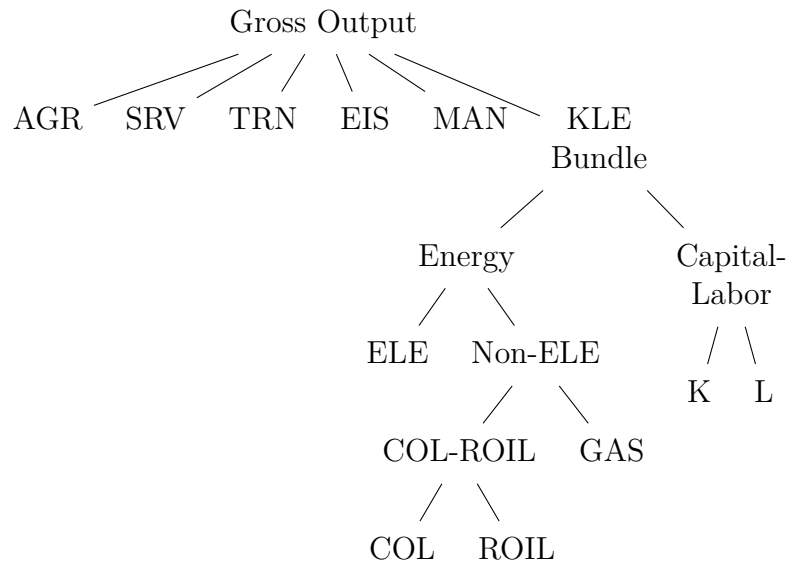 Gross Output
AGR SRV TRN EIS MAN KLE
Bundle
Energy Capital-
Labor
ELE Non-ELE
K L
COL-ROIL GAS
COL ROIL